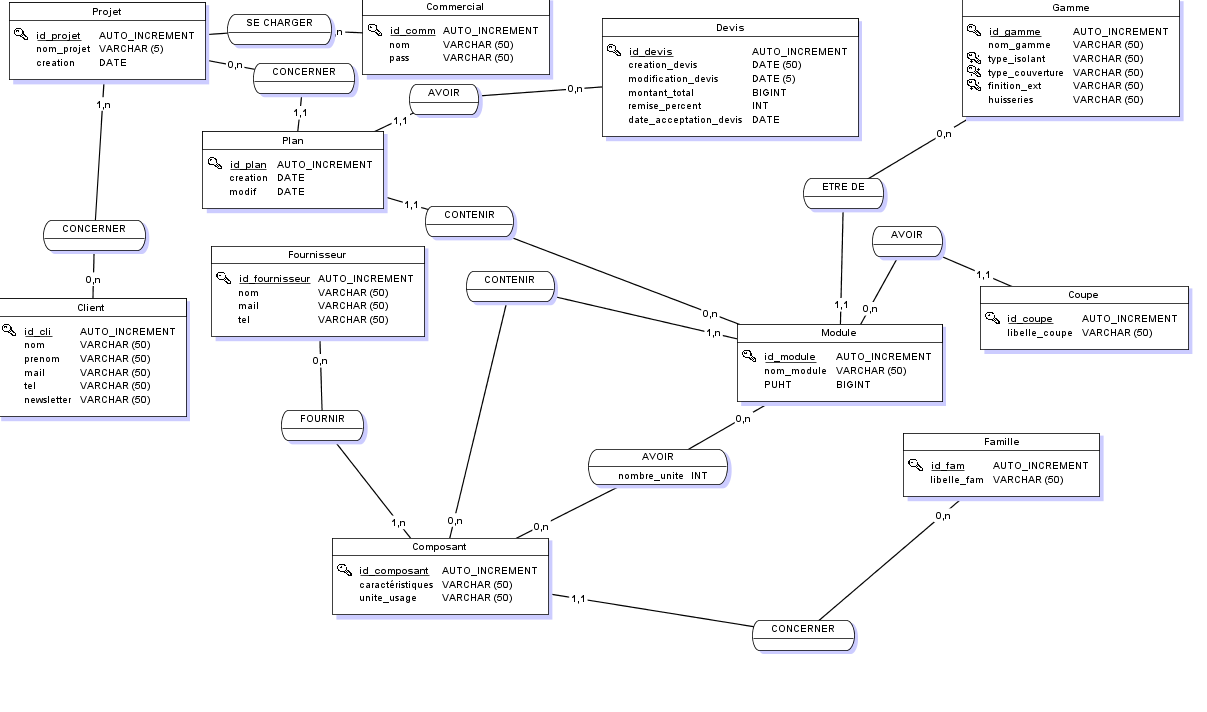 Projet
id_projet AUTO_INCREMENT
nom_projet VARCHAR (5)
creation DATE
SE CHARGER
,n
Commercial
id_comm AUTO_INCREMENT
nom VARCHAR (50)
pass VARCHAR (50)
0,n
CONCERNER
1,1
Devis
id_devis AUTO_INCREMENT
creation_devis DATE (50)
modification_devis DATE (5)
montant_total BIGINT
remise_percent INT
date_acceptation_devis DATE
Gamme
id_gamme AUTO_INCREMENT
nom_gamme VARCHAR (50)
type_isolant VARCHAR (50)
type_couverture VARCHAR (50)
finition_ext VARCHAR (50)
huisseries VARCHAR (50)
AVOIR
0,n
1,1
1,n
Plan
id_plan AUTO_INCREMENT
creation DATE
modif DATE
0,n
ETRE DE
1,1
1,1
CONTENIR
0,n
CONCERNER
0,n
AVOIR
1,1
0,n
Fournisseur
id_fournisseur AUTO_INCREMENT
nom VARCHAR (50)
mail VARCHAR (50)
tel VARCHAR (50)
CONTENIR
1,n
0,n
Coupe
id_coupe AUTO_INCREMENT
libelle_coupe VARCHAR (50)
Client
id_cli AUTO_INCREMENT
nom VARCHAR (50)
prenom VARCHAR (50)
mail VARCHAR (50)
tel VARCHAR (50)
newsletter VARCHAR (50)
Module
id_module AUTO_INCREMENT
nom_module VARCHAR (50)
PUHT BIGINT
0,n
FOURNIR
1,n
0,n
AVOIR
nombre_unite INT
0,n
Famille
id_fam AUTO_INCREMENT
libelle_fam VARCHAR (50)
0,n
Composant
id_composant AUTO_INCREMENT
caractéristiques VARCHAR (50)
unite_usage VARCHAR (50)
1,1
CONCERNER